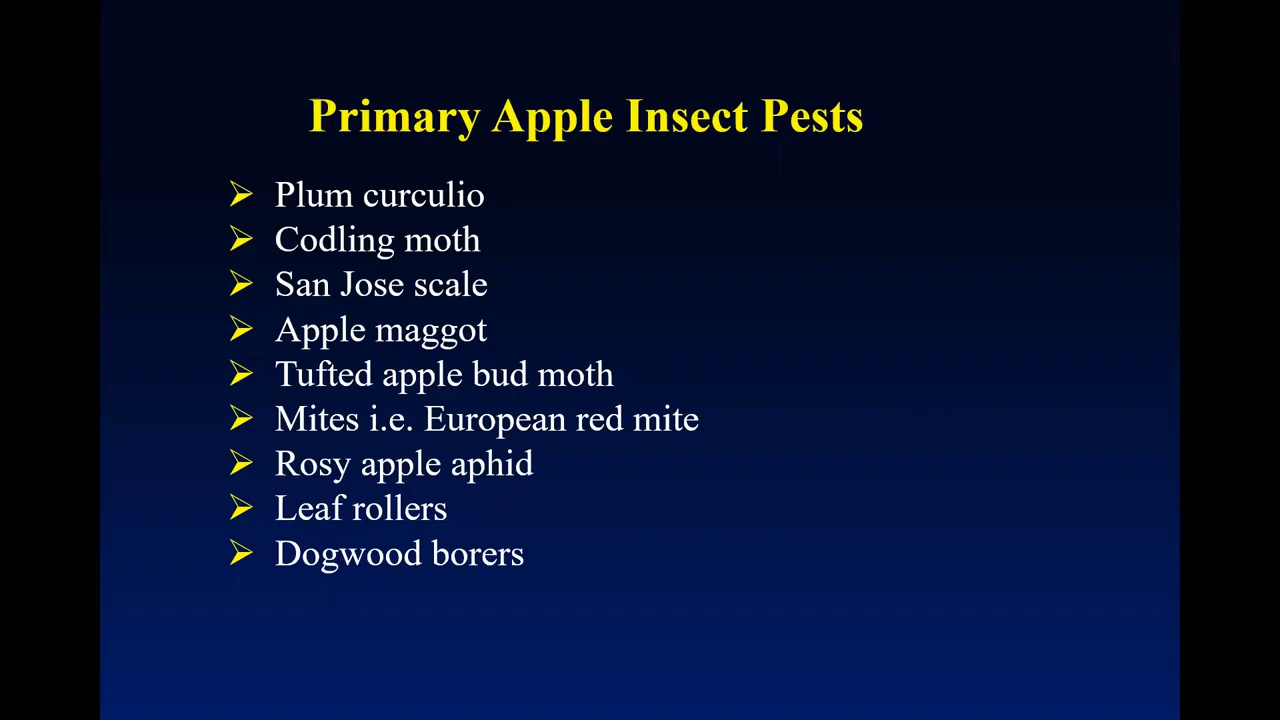 Primary Apple Insect Pests
Plum curculio
Codling moth
San Jose scale
Apple maggot
Tufted apple bud moth
Mites i.e. European red mite
Rosy apple aphid
Leaf rollers
Dogwood borers